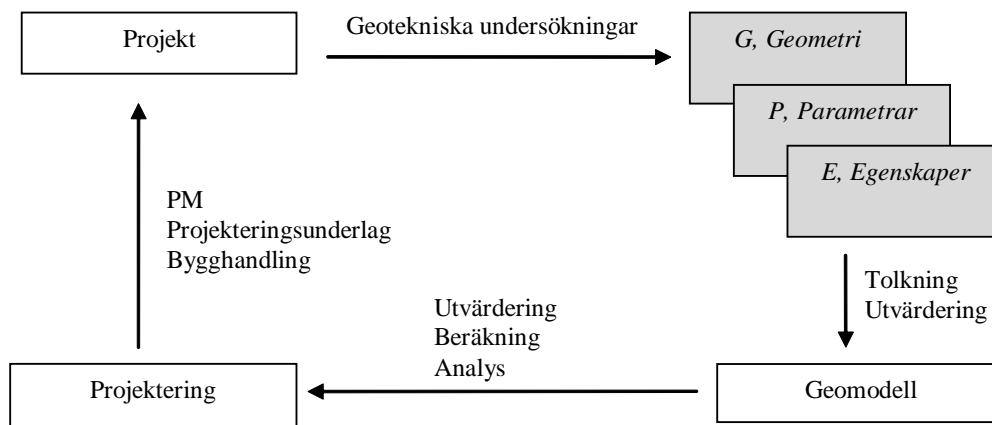 Projekt
Geotekniska undersökningar
G, Geometri
P, Parametrar
E, Egenskaper
PM
Projekteringsunderlag
Bygghandling
Tolkning
Utvärdering
Utvärdering
Beräkning
Analys
Projektering
Geomodell